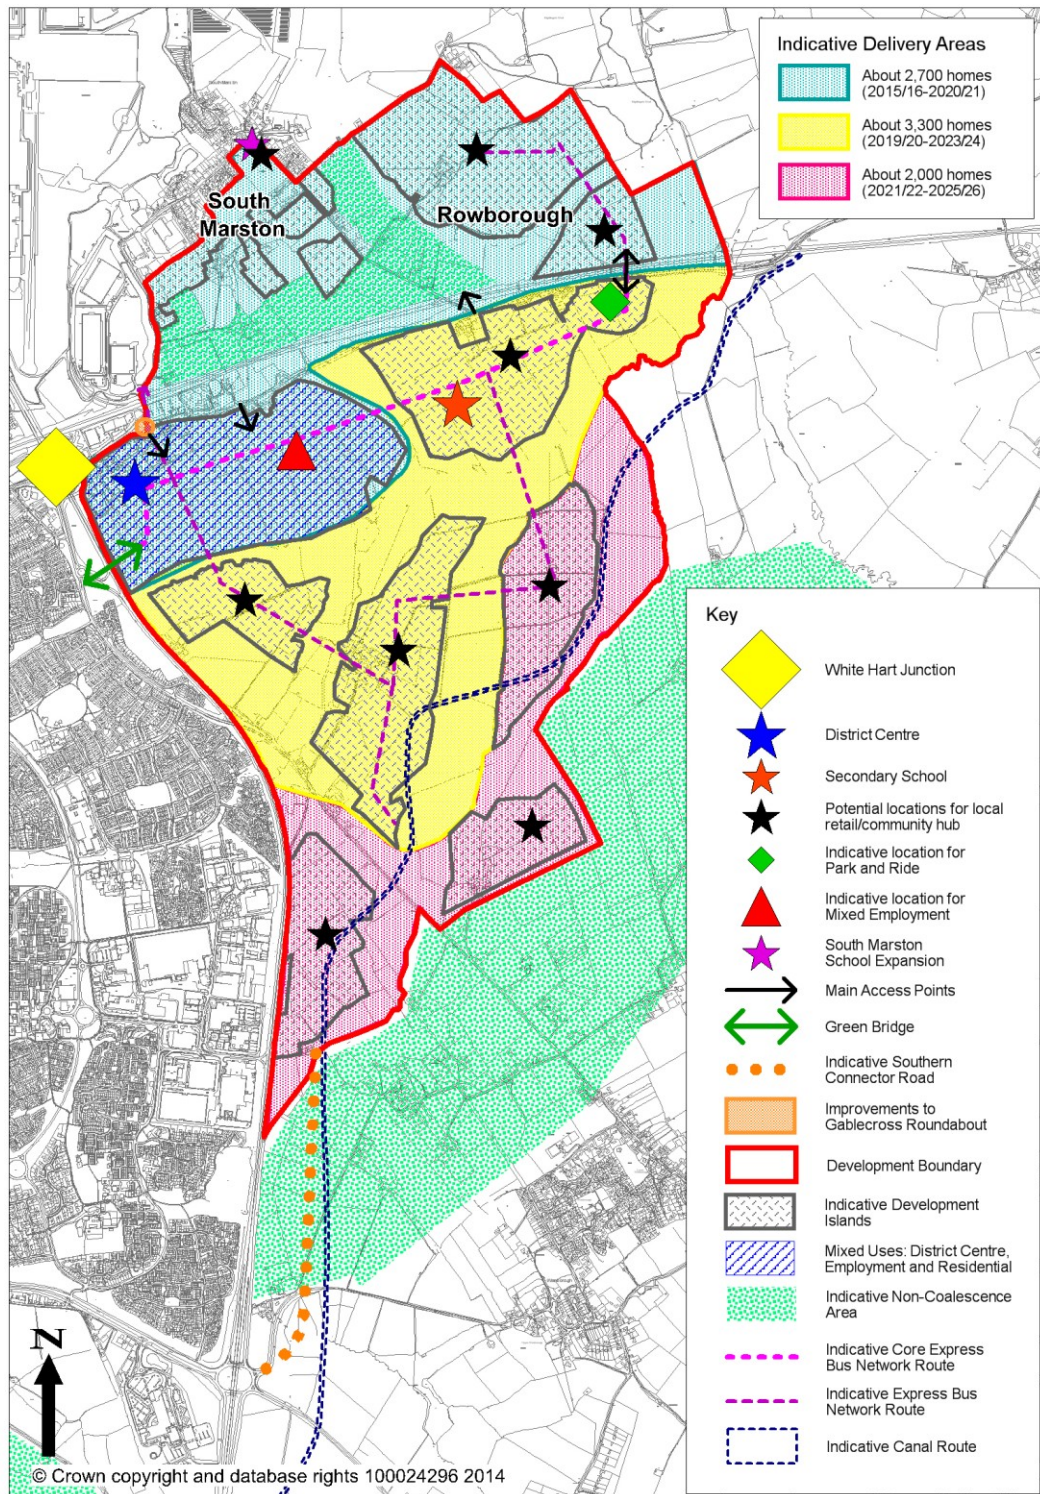 Indicative Delivery Areas
About 2,700 homes
(2015/16-2020/21)
About 3,300 homes
(2019/20-2023/24)
About 2,000 homes
(2021/22-2025/26)
South
Marston
Rowborough
Key
White Hart Junction
District Centre
Secondary School
Potential locations for local
retail/community hub
Indicative location for
Park and Ride
Indicative location for
Mixed Employment
South Marston
School Expansion
Main Access Points
Green Bridge
Indicative Southern
Connector Road
Improvements to
Gablecross Roundabout
Development Boundary
Indicative Development
Islands
Mixed Uses: District Centre,
Employment and Residential
Indicative Non-Coalescence
Area
Indicative Core Express
Bus Network Route
Indicative Express Bus
Network Route
Indicative Canal Route
N
© Crown copyright and database rights 100024296 2014